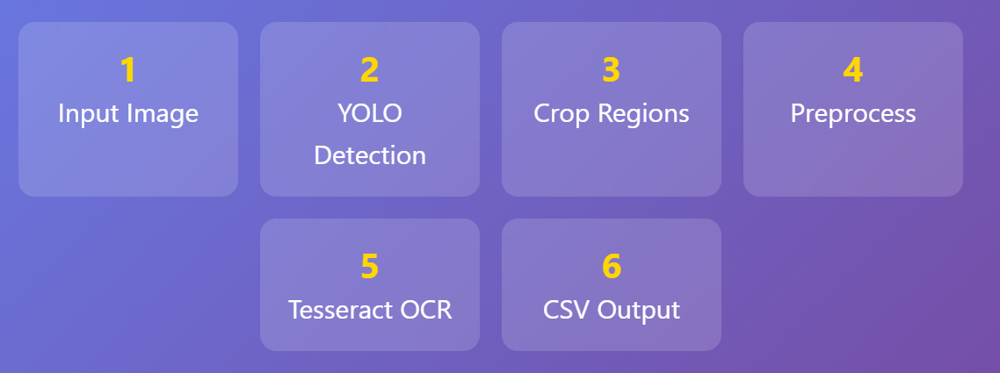 1
Input Image
2
YOLO
Detection
3
Crop Regions
4
Preprocess
5
Tesseract OCR
6
CSV Output